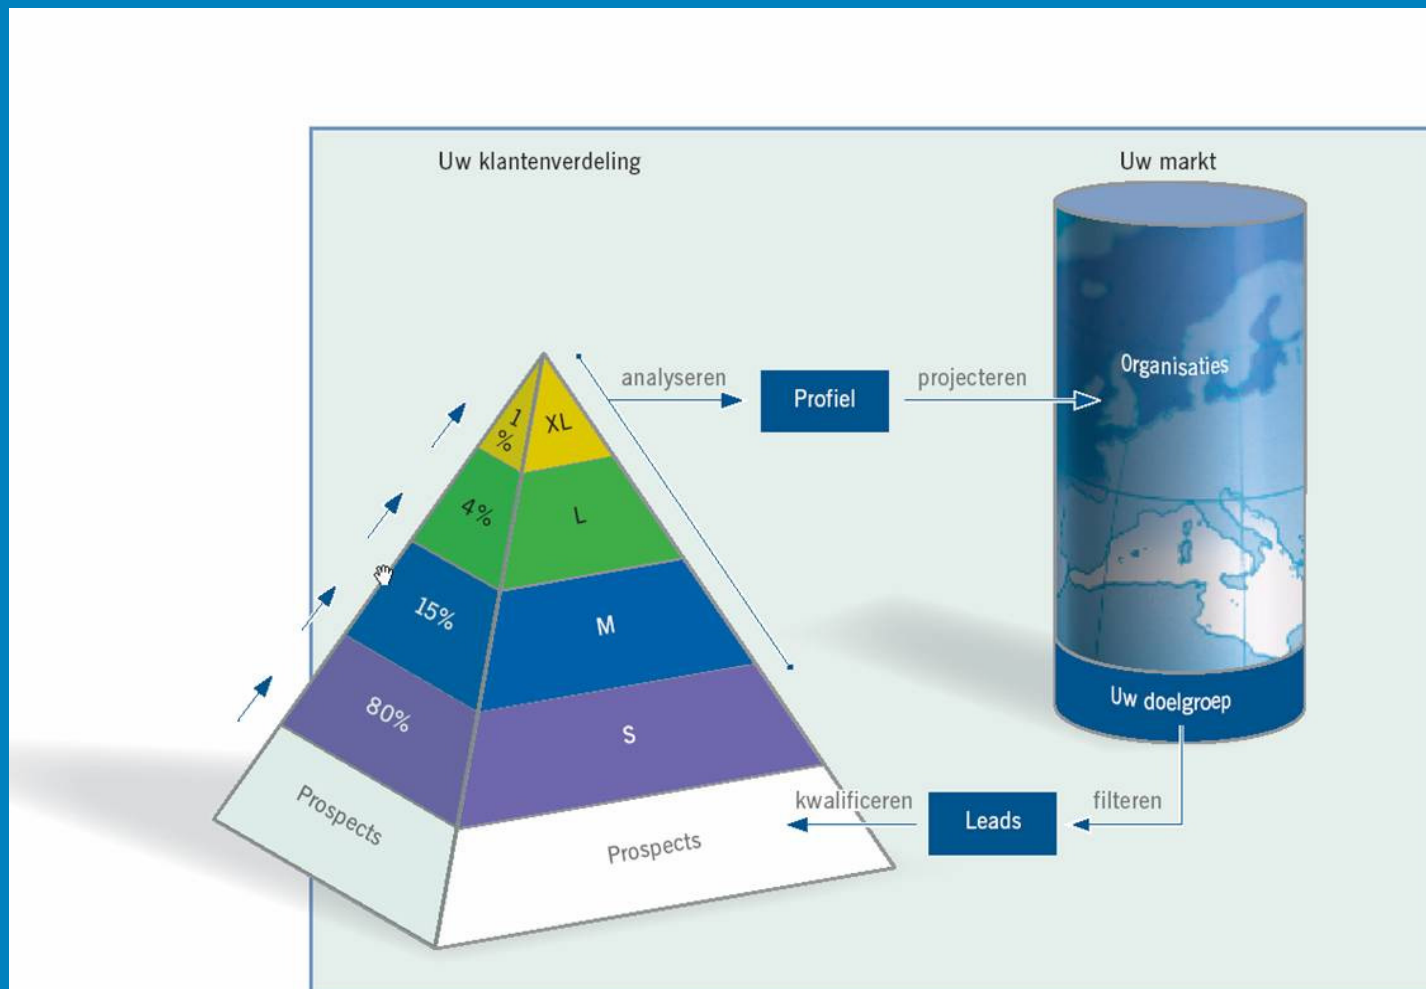 Uw klantenverdeling
Uw markt
analyseren
Profiel
projecteren
Organisaties
1
%
XL
4%
L
15%
M
80%
S
Prospects
Prospects
Uw doelgroep
kwalificeren
Leads
filteren